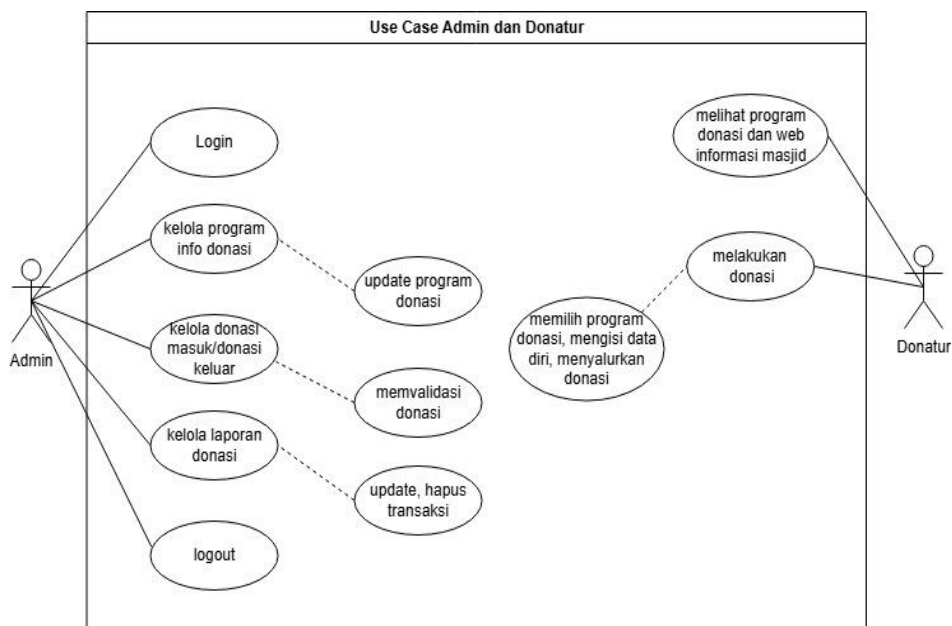 Use Case Admin dan Donatur
Login
melihat program
donasi dan web
informasi masjid
kelola program
info donasi
update program
donasi
melakukan
donasi
Admin
kelola donasi
masuk/donasi
keluar
memilih program
donasi, mengisi data
diri, menyalurkan
donasi
Donatur
memvalidasi
donasi
kelola laporan
donasi
update, hapus
transaksi
logout